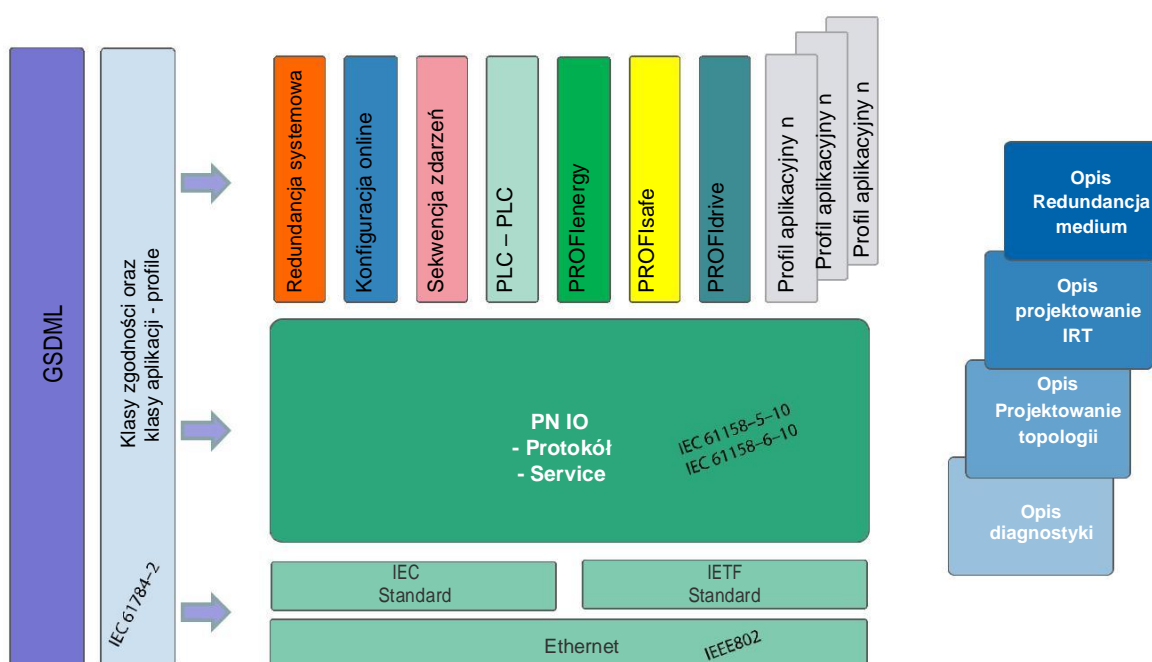 GSDML
Klasy zgodności oraz
klasy aplikacji - profile
IEC 61784–2
Redundancja systemowa
Konfiguracja online
Sekwencja zdarzeń
PLC – PLC
PROFIenergy
PROFIsafe
PROFIdrive
Profil aplikacyjny n
Profil aplikacyjny n
Profil aplikacyjny n
PN IO
- Protokół
- Service
IEC 61158–5–10
IEC 61158–6–10
IEC
Standard
IETF
Standard
Ethernet
IEEE802
Opis
Redundancja
medium
Opis
projektowanie
IRT
Opis
Projektowanie
topologii
Opis
diagnostyki